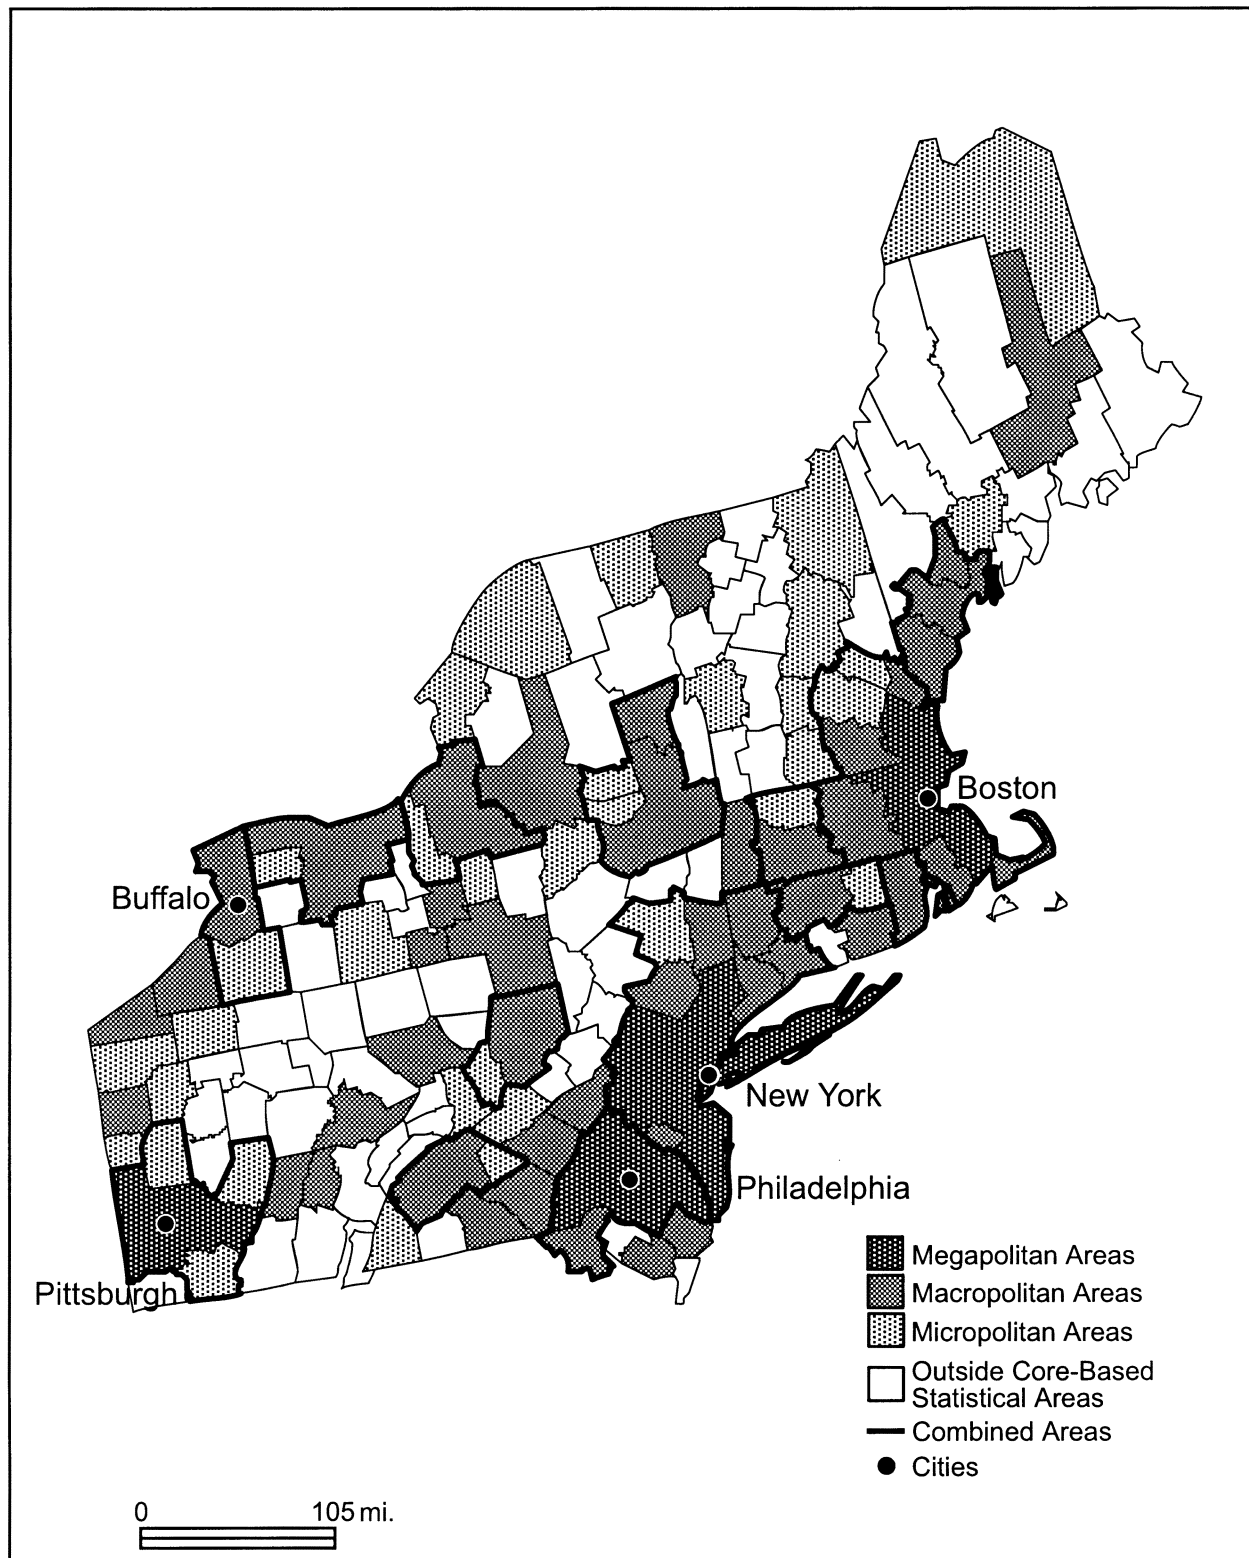 Boston
Buffalo
New York
Philadelphia
Pittsburgh
Megapolitan Areas
Macropolitan Areas
Micropolitan Areas
Outside Core-Based
Statistical Areas
Combined Areas
Cities
0 105 mi.